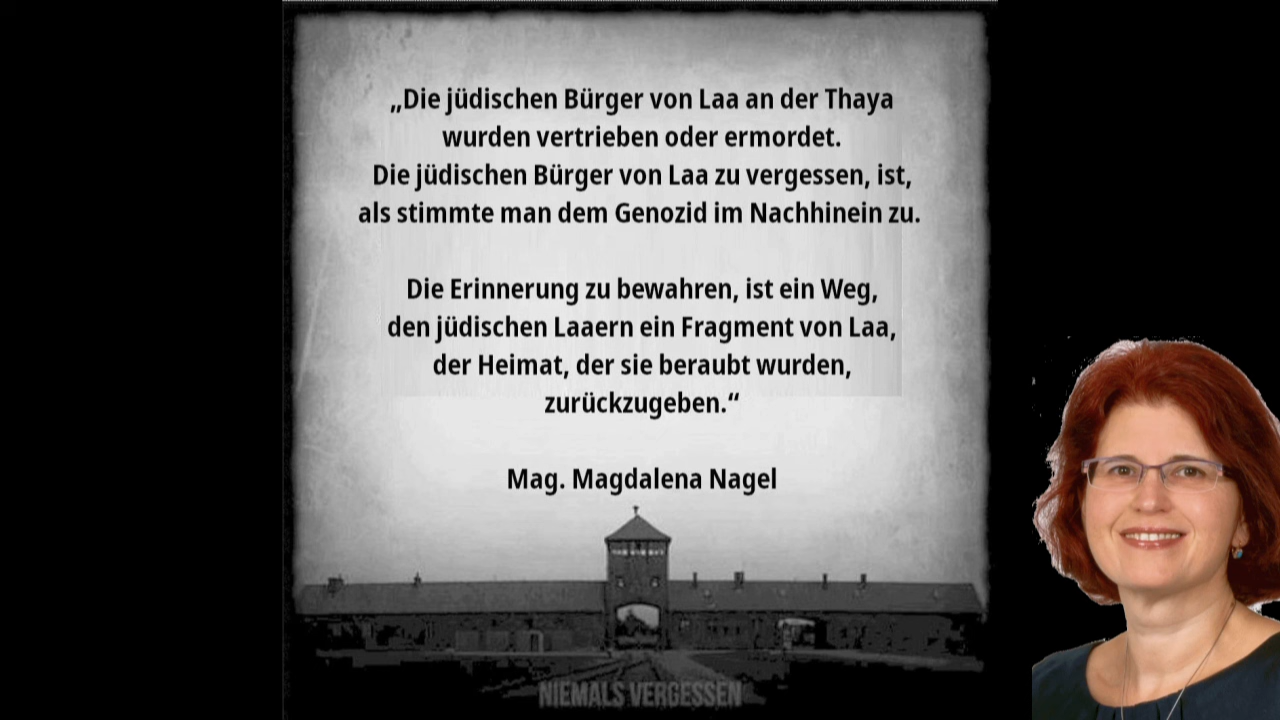 „Die jüdischen Bürger von Laa an der Thaya
wurden vertrieben oder ermordet.
Die jüdischen Bürger von Laa zu vergessen, ist,
als stimmte man dem Genozid im Nachhinein zu.
Die Erinnerung zu bewahren, ist ein Weg,
den jüdischen Laaern ein Fragment von Laa,
der Heimat, der sie beraubt wurden,
zurückzugeben.“
Mag. Magdalena Nagel
NIEMALS VERGESSEN